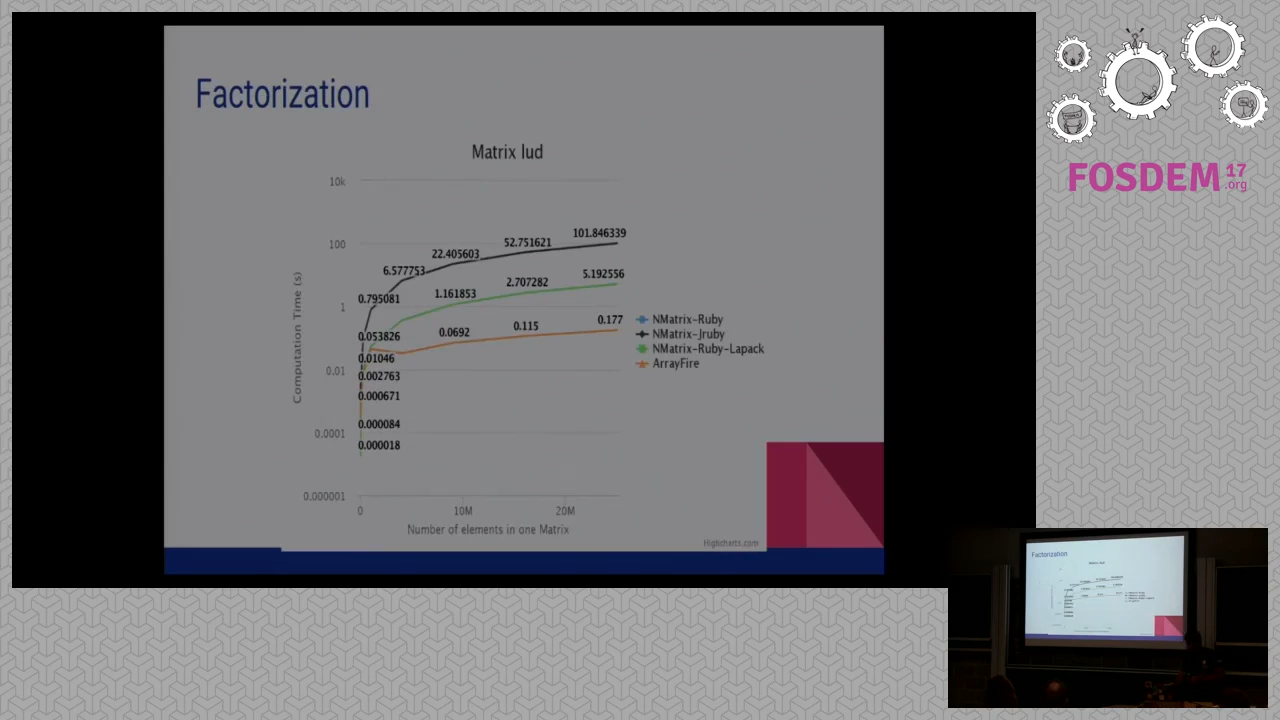 Factorization
Matrix lud
10k
100
1
0.01
0.0001
0.000001
Computation Time (s)
101.846339
52.751621
22.405603
6.577753
0.795081
5.192556
2.707282
1.161853
0.053826
0.177
0.115
0.0692
0.01046
0.002763
0.000671
0.000084
0.000018
0
10M
20M
Number of elements in one Matrix
NMatrix-Ruby
NMatrix-Jruby
NMatrix-Ruby-Lapack
ArrayFire
Highcharts.com
FOSDEM 17
.org
Factorization